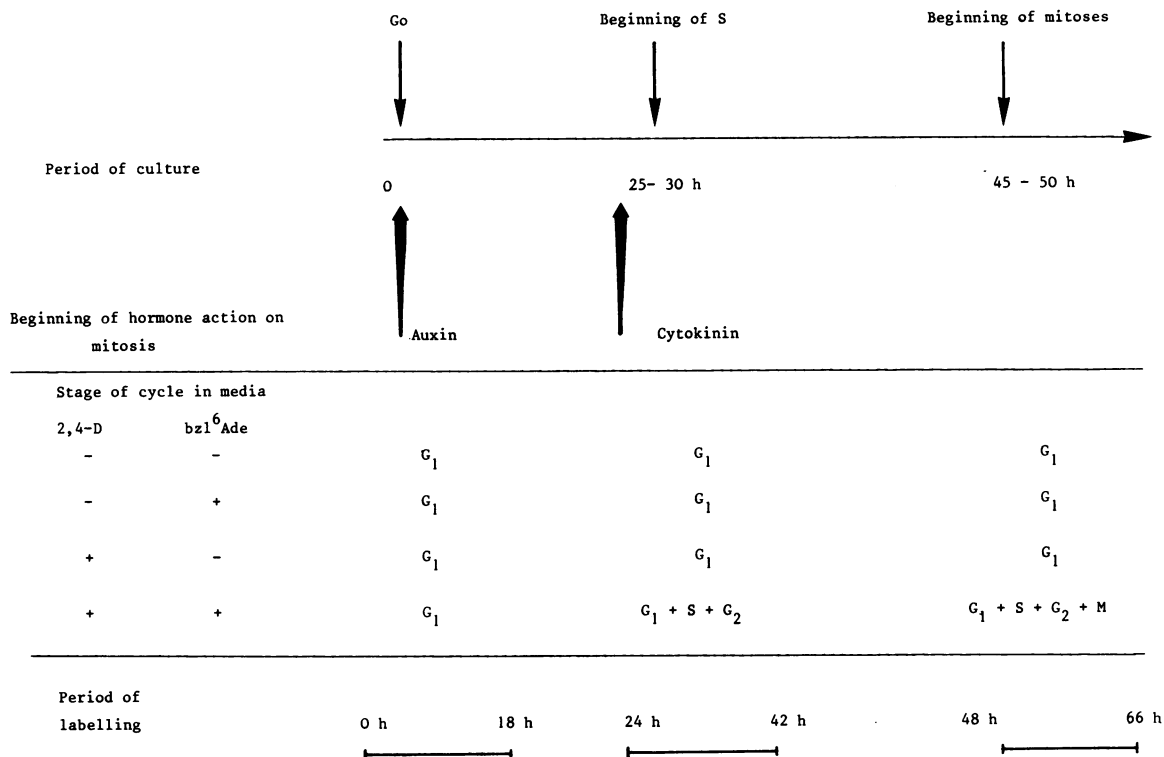 Go Beginning of S Beginning of mitoses
Period of culture
0 25- 30 h 45 - 50 h
Beginning of hormone action on
mitosis
Auxin Cytokinin
Stage of cycle in media
2,4-D bzl⁶Ade
- - G₁ G₁ G₁
- + G₁ G₁ G₁
+ - G₁ G₁ G₁
+ + G₁ G₁ + S + G₂ G₁ + S + G₂ + M
Period of
labelling
0 h 18 h 24 h 42 h 48 h 66 h